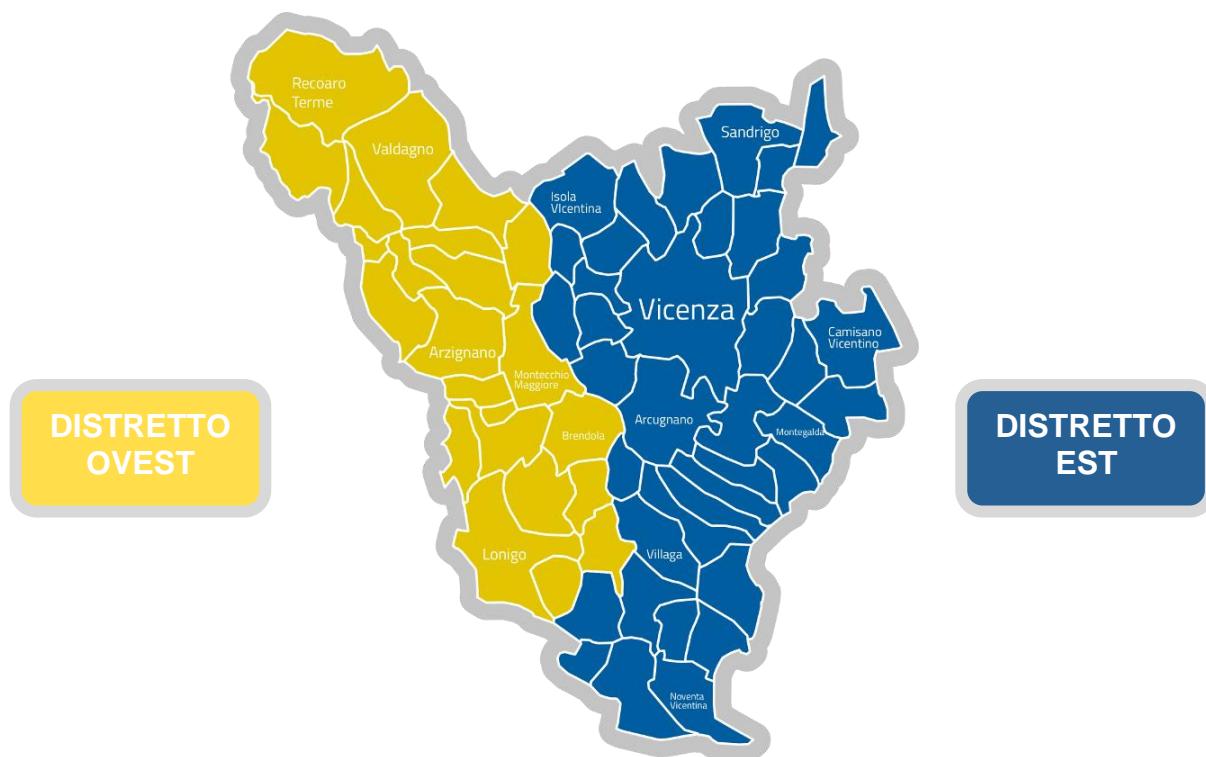 Recoaro
Terme
Valdagno
Sandrigo
Isola
VIcentina
Vicenza
Camisano
Vicentino
Arzignano
Montecchio
Maggiore
DISTRETTO
OVEST
Brendola
Arcugnano
Montegalda
DISTRETTO
EST
Lonigo
Villaga
Noventa
Vicentina